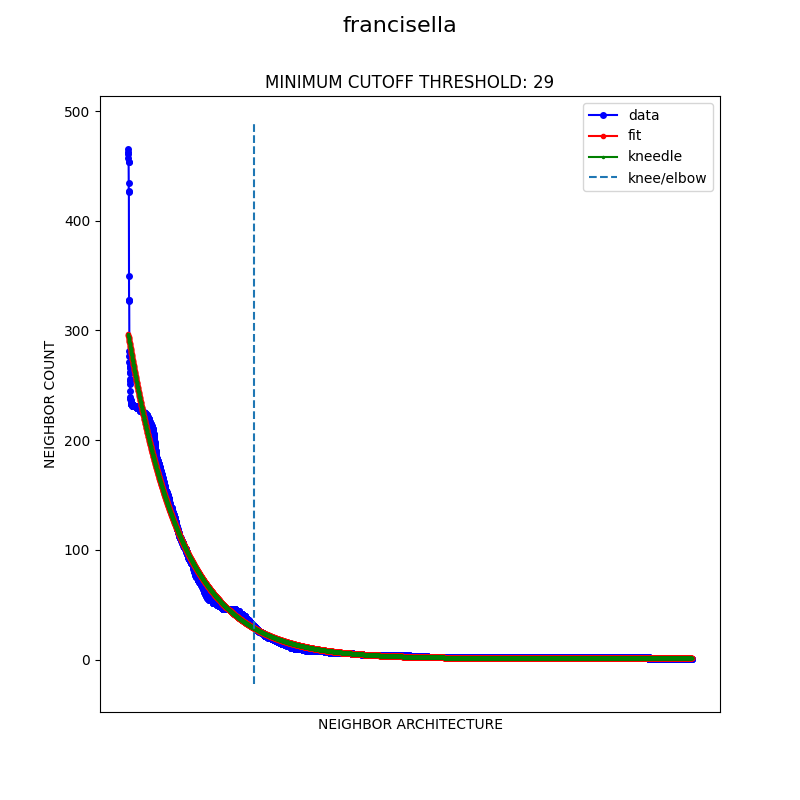 francisella
MINIMUM CUTOFF THRESHOLD: 29
data
fit
kneedle
knee/elbow
500
400
300
200
100
0
NEIGHBOR COUNT
NEIGHBOR ARCHITECTURE